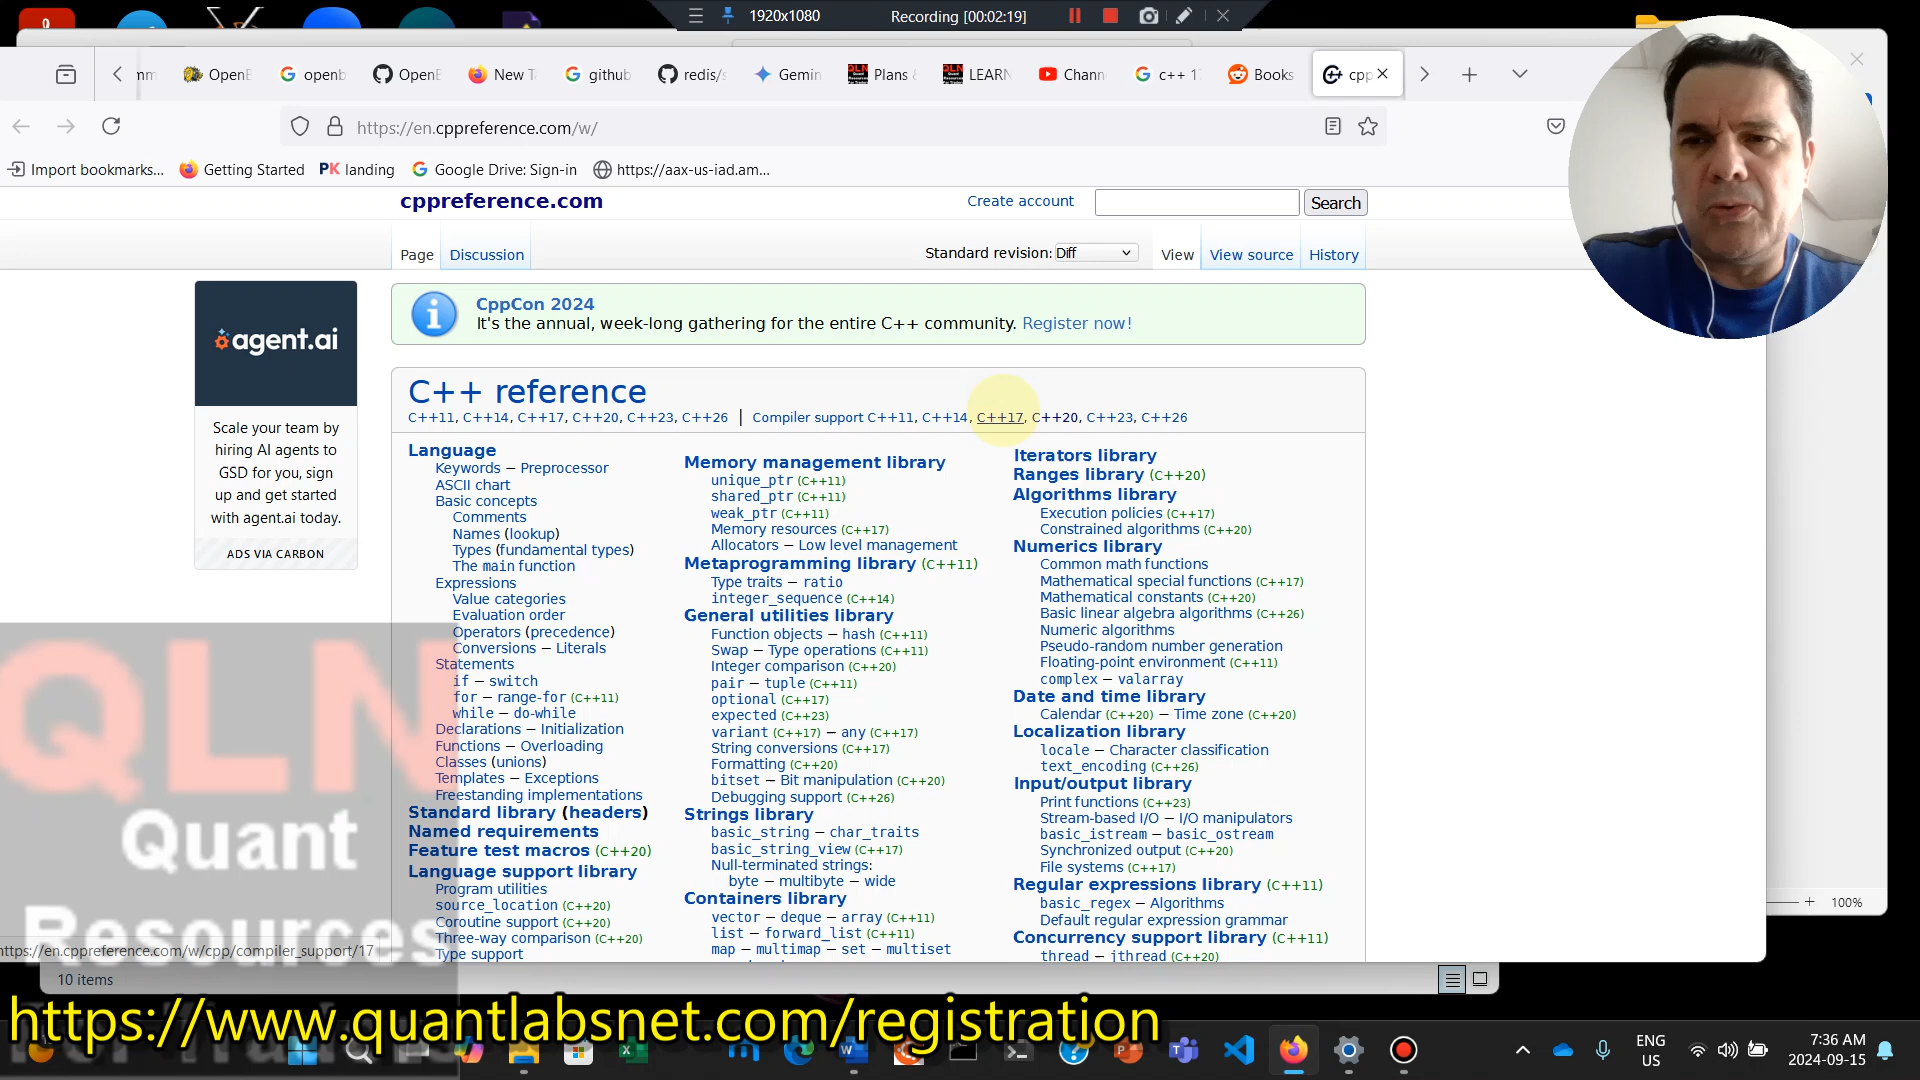 1920x1080
Recording [00:02:19]
mm
OpenE
openb
OpenE
New T
github
redis/s
Gemin
Plans &
LEARN
Chann
c++ 17
Books
cpp
https://en.cppreference.com/w/
Import bookmarks...
Getting Started
PK landing
Google Drive: Sign-in
https://aax-us-iad.am...
cppreference.com
Create account
Search
Page
Discussion
Standard revision: Diff
View
View source
History
CppCon 2024
It's the annual, week-long gathering for the entire C++ community. Register now!
agent.ai
Scale your team by
hiring AI agents to
GSD for you, sign
up and get started
with agent.ai today.
ADS VIA CARBON
C++ reference
C++11, C++14, C++17, C++20, C++23, C++26 | Compiler support C++11, C++14, C++17, C++20, C++23, C++26
Language
Keywords − Preprocessor
ASCII chart
Basic concepts
Comments
Names (lookup)
Types (fundamental types)
The main function
Expressions
Value categories
Evaluation order
Operators (precedence)
Conversions − Literals
Statements
if − switch
for − range-for (C++11)
while − do-while
Declarations − Initialization
Functions − Overloading
Classes (unions)
Templates − Exceptions
Freestanding implementations
Standard library (headers)
Named requirements
Feature test macros (C++20)
Language support library
Program utilities
source_location (C++20)
Coroutine support (C++20)
Three-way comparison (C++20)
Type support
Memory management library
unique_ptr (C++11)
shared_ptr (C++11)
weak_ptr (C++11)
Memory resources (C++17)
Allocators − Low level management
Metaprogramming library (C++11)
Type traits − ratio
integer_sequence (C++14)
General utilities library
Function objects − hash (C++11)
Swap − Type operations (C++11)
Integer comparison (C++20)
pair − tuple (C++11)
optional (C++17)
expected (C++23)
variant (C++17) − any (C++17)
String conversions (C++17)
Formatting (C++20)
bitset − Bit manipulation (C++20)
Debugging support (C++26)
Strings library
basic_string − char_traits
basic_string_view (C++17)
Null-terminated strings:
byte − multibyte − wide
Containers library
vector − deque − array (C++11)
list − forward_list (C++11)
map − multimap − set − multiset
Iterators library
Ranges library (C++20)
Algorithms library
Execution policies (C++17)
Constrained algorithms (C++20)
Numerics library
Common math functions
Mathematical special functions (C++17)
Mathematical constants (C++20)
Basic linear algebra algorithms (C++26)
Numeric algorithms
Pseudo-random number generation
Floating-point environment (C++11)
complex − valarray
Date and time library
Calendar (C++20) − Time zone (C++20)
Localization library
locale − Character classification
text_encoding (C++26)
Input/output library
Print functions (C++23)
Stream-based I/O − I/O manipulators
basic_istream − basic_ostream
Synchronized output (C++20)
File systems (C++17)
Regular expressions library (C++11)
basic_regex − Algorithms
Default regular expression grammar
Concurrency support library (C++11)
thread − jthread (C++20)
QLN
Quant
Resources
https://en.cppreference.com/w/cpp/compiler_support/17
100%
10 items
https://www.quantlabsnet.com/registration
ENG
US
7:36 AM
2024-09-15